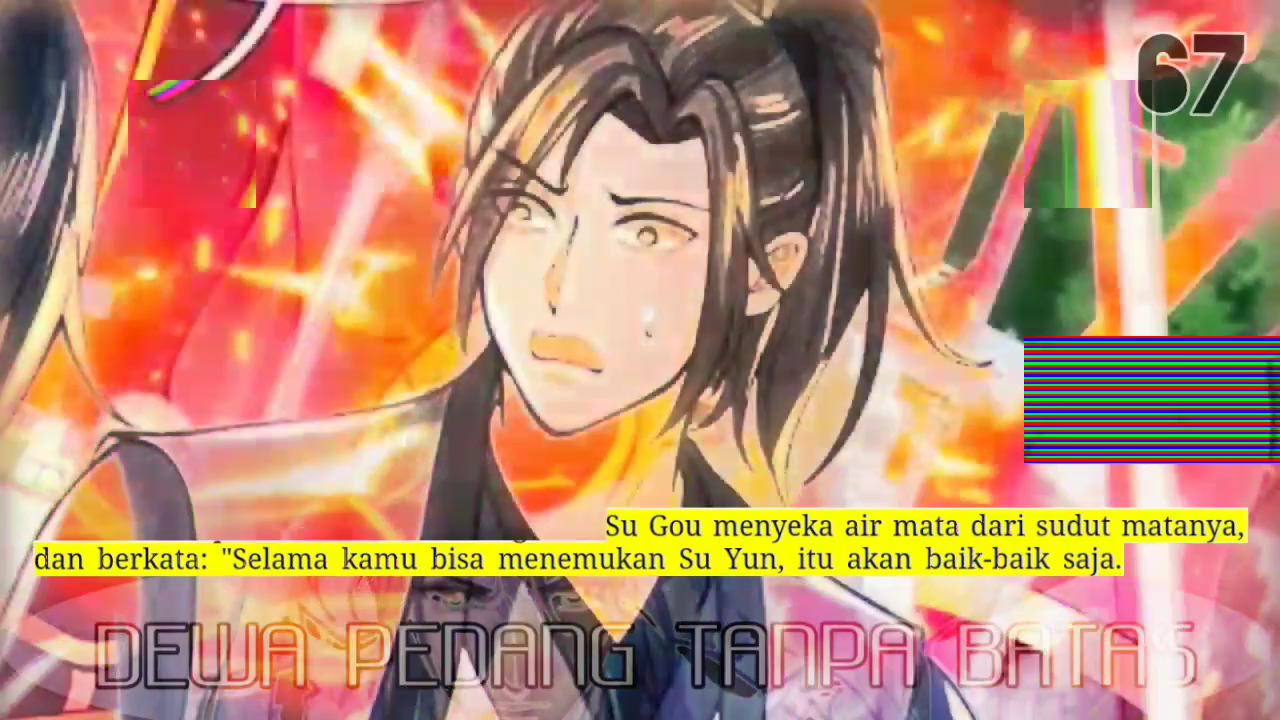 67
Su Gou menyeka air mata dari sudut matanya,
dan berkata: "Selama kamu bisa menemukan Su Yun, itu akan baik-baik saja.
DEWA PEDANG TANPA BATAS